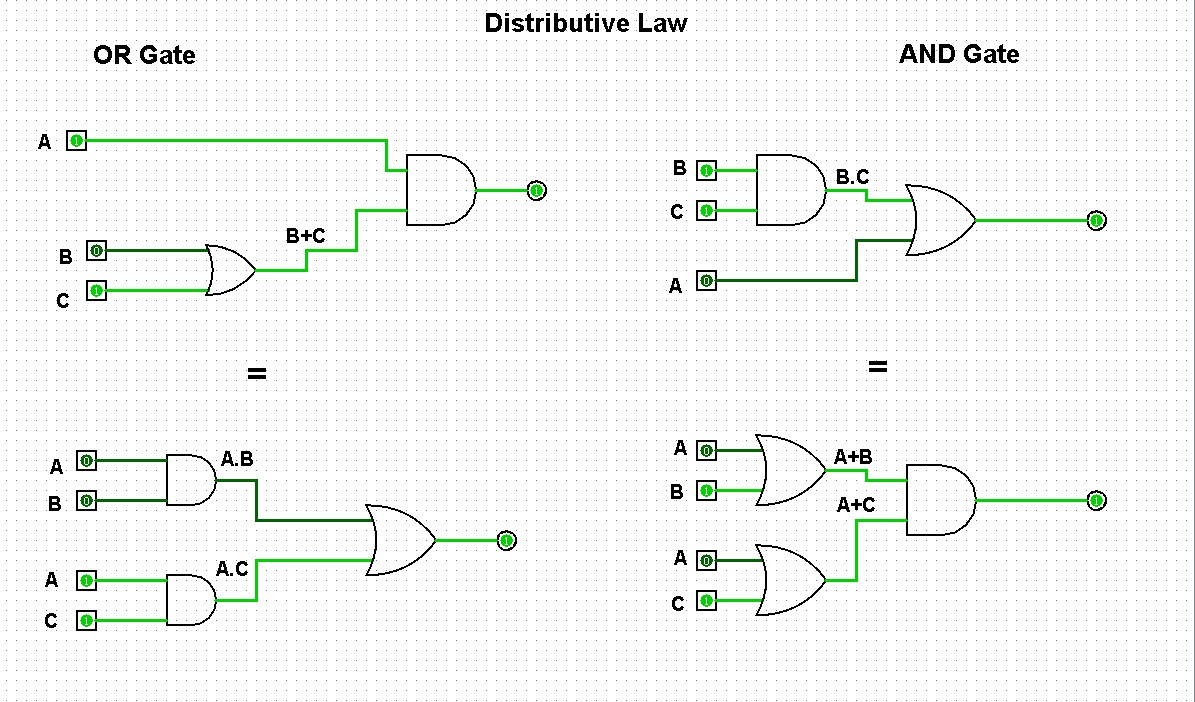 Distributive Law
OR Gate
AND Gate
A 1
1
B 0
C 1
B+C
B 1
C 1
B.C
1
A 0
=
=
A 0
B 0
A.B
A 1
C 1
A.C
1
A 0
B 1
A+B
A 0
C 1
A+C
1